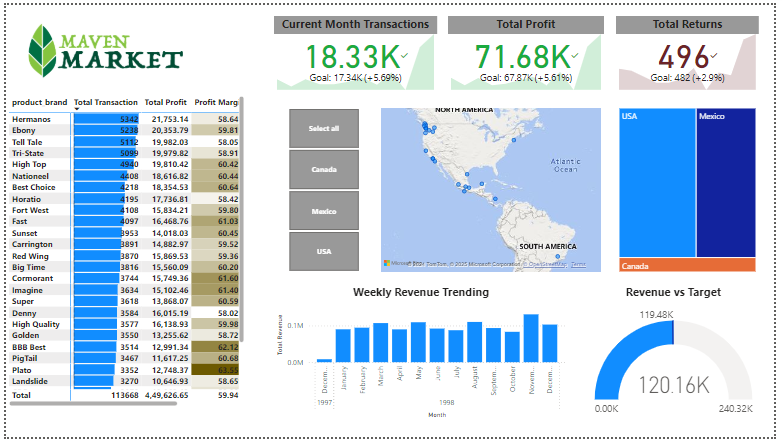 MAVEN
MARKET
Current Month Transactions
18.33K
Goal: 17.34K (+5.69%)
Total Profit
71.68K
Goal: 67.87K (+5.61%)
Total Returns
496
Goal: 482 (+2.9%)
product brand Total Transaction Total Profit Profit Marg
Hermanos 5342 21,753.14 58.64
Ebony 5238 20,353.79 59.81
Tell Tale 5112 19,982.03 58.05
Tri-State 5099 19,979.82 58.91
High Top 4940 19,810.42 60.42
Nationeel 4408 18,616.82 60.44
Best Choice 4218 18,354.53 60.64
Horatio 4195 17,736.81 58.42
Fort West 4108 15,834.21 59.80
Fast 4097 16,468.76 61.03
Sunset 3953 14,018.03 60.45
Carrington 3891 14,882.97 59.52
Red Wing 3870 15,869.53 59.36
Big Time 3816 15,560.09 60.20
Cormorant 3744 15,749.36 61.60
Imagine 3634 15,102.46 61.40
Super 3618 13,868.07 60.59
Denny 3584 16,015.19 58.02
High Quality 3577 16,138.93 59.98
Golden 3550 13,255.62 58.72
BBB Best 3514 12,991.34 62.12
PigTail 3467 11,617.25 60.68
Plato 3352 12,748.37 63.55
Landslide 3270 10,646.93 58.65
Total 113668 4,49,626.65 59.94
Select all
Canada
Mexico
USA
NORTH AMERICA
Atlantic
Ocean
SOUTH AMERICA
© 2025 Microsoft Corporation, © OpenStreetMap Terms
USA
Mexico
Canada
Weekly Revenue Trending
Total Revenue
0.1M
0.0M
Decem...
January
February
March
April
May
June
July
August
Septem...
October
Novem...
Decem...
1997
1998
Month
Revenue vs Target
119.48K
120.16K
0.00K
240.32K